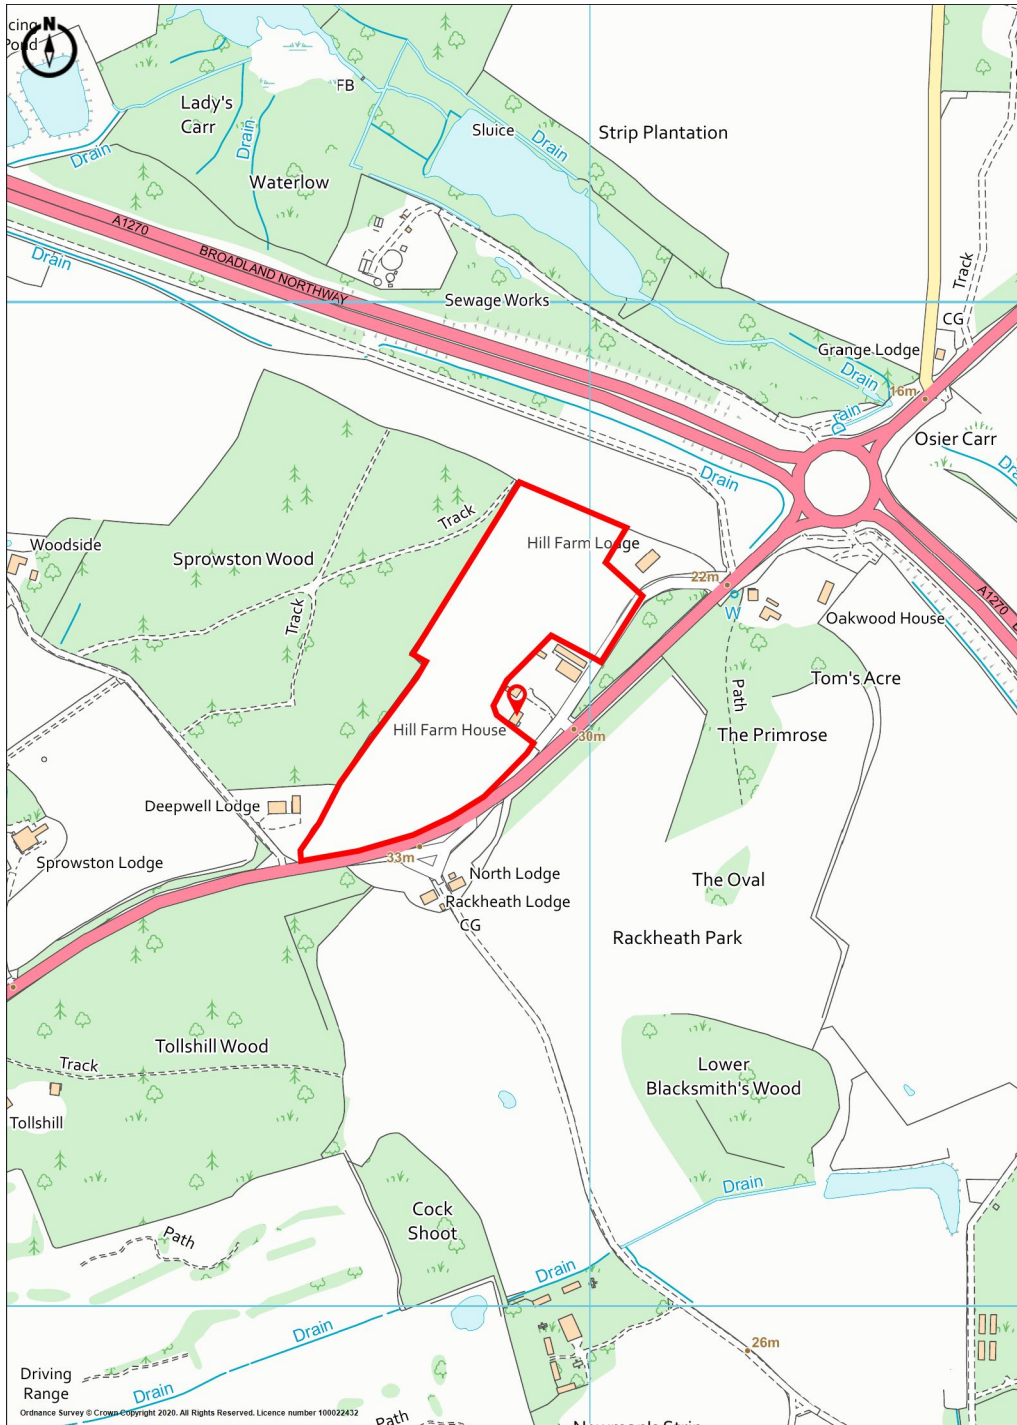 N
cing
Pond
Lady's
Carr
FB
Sluice
Drain
Strip Plantation
Drain
Drain
Waterlow
A1270
BROADLAND NORTHWAY
Drain
Sewage Works
Track
CG
Grange Lodge
Drain
16m
Drain
Osier Carr
Drain
Track
Hill Farm Lodge
Woodside
Sprowston Wood
22m
A1270
Track
W
Oakwood House
Path
Tom's Acre
Hill Farm House
30m
The Primrose
Deepwell Lodge
33m
Sprowston Lodge
North Lodge
The Oval
Rackheath Lodge
CG
Rackheath Park
Tollshill Wood
Track
Lower
Blacksmith's Wood
Tollshill
Drain
Cock
Shoot
Path
Drain
Drain
26m
Driving
Range
Drain
Ordnance Survey © Crown Copyright 2020. All Rights Reserved. Licence number 100022432
Path
Newman's Strip